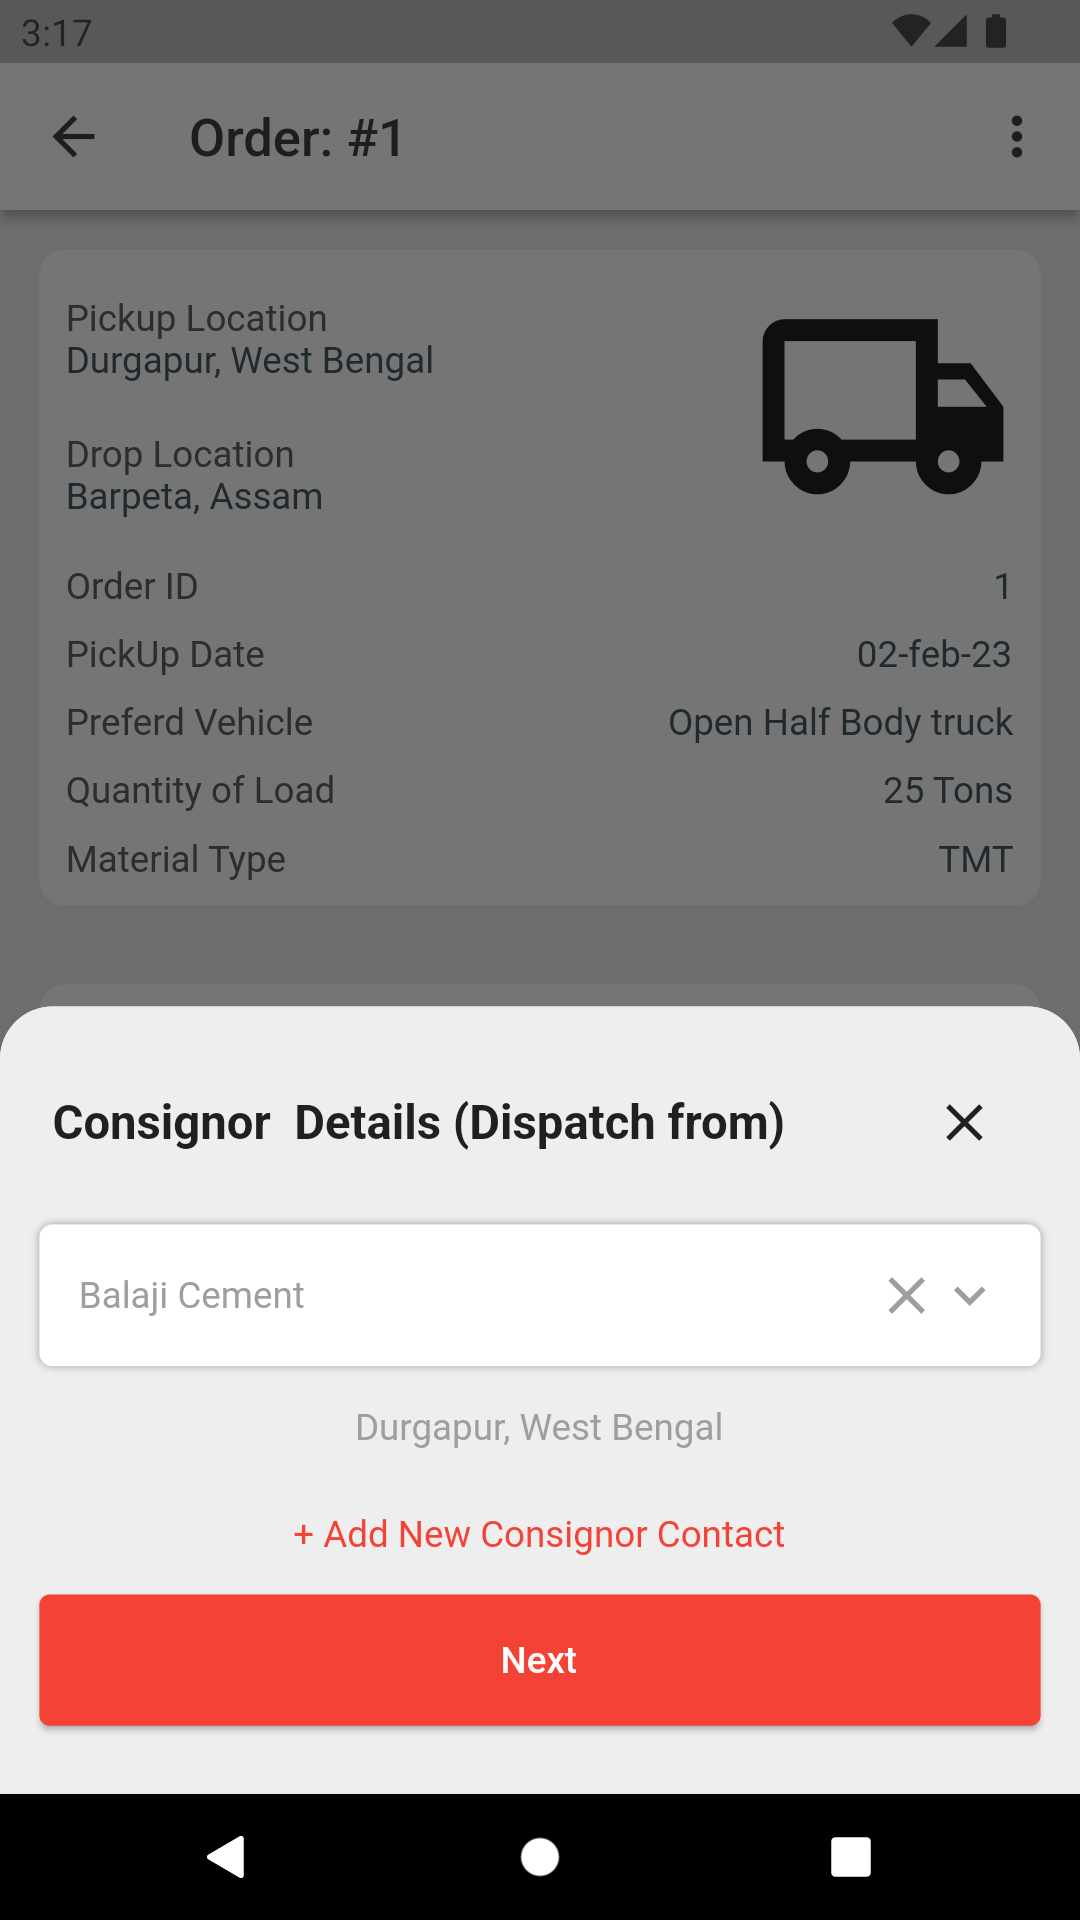 3:17
Order: #1
Pickup Location
Durgapur, West Bengal
Drop Location
Barpeta, Assam
Order ID 1
PickUp Date 02-feb-23
Preferd Vehicle Open Half Body truck
Quantity of Load 25 Tons
Material Type TMT
Consignor  Details (Dispatch from)
Balaji Cement
Durgapur, West Bengal
+ Add New Consignor Contact
Next